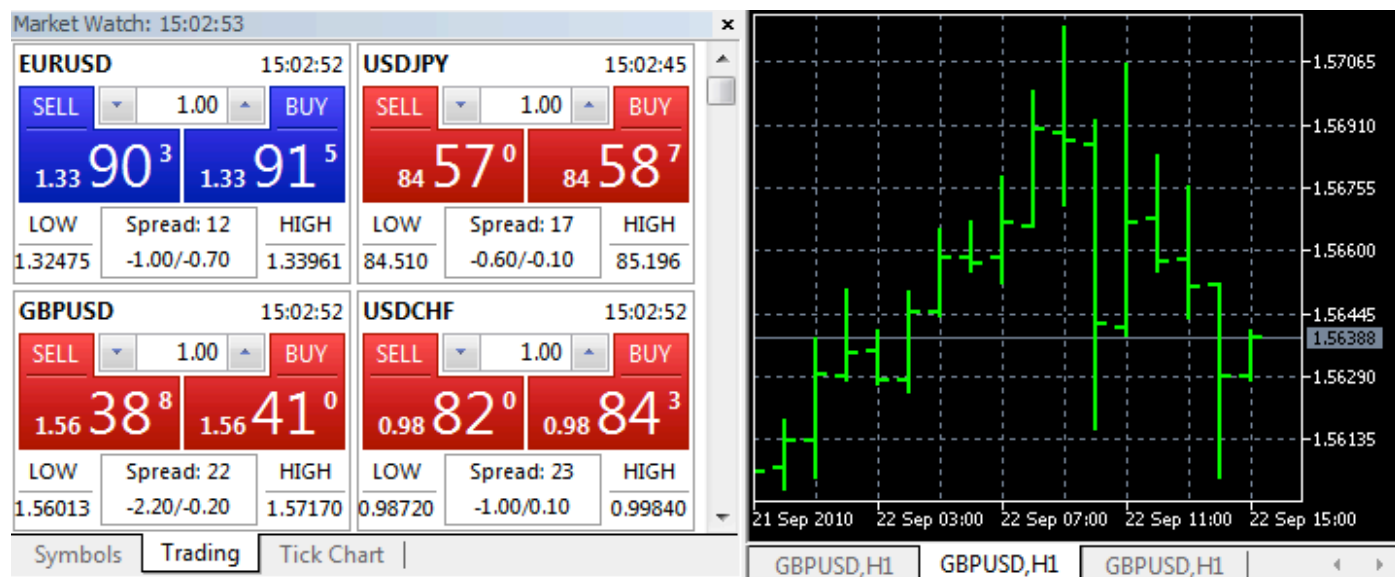 Market Watch: 15:02:53 x
EURUSD 15:02:52
SELL 1.00 BUY
1.33 90 3 1.33 91 5
LOW Spread: 12 HIGH
1.32475 -1.00/-0.70 1.33961
USDJPY 15:02:45
SELL 1.00 BUY
84 57 0 84 58 7
LOW Spread: 17 HIGH
84.510 -0.60/-0.10 85.196
GBPUSD 15:02:52
SELL 1.00 BUY
1.56 38 8 1.56 41 0
LOW Spread: 22 HIGH
1.56013 -2.20/-0.20 1.57170
USDCHF 15:02:52
SELL 1.00 BUY
0.98 82 0 0.98 84 3
LOW Spread: 23 HIGH
0.98720 -1.00/0.10 0.99840
Symbols Trading Tick Chart
1.57065
1.56910
1.56755
1.56600
1.56445
1.56388
1.56290
1.56135
21 Sep 2010 22 Sep 03:00 22 Sep 07:00 22 Sep 11:00 22 Sep 15:00
GBPUSD,H1 GBPUSD,H1 GBPUSD,H1